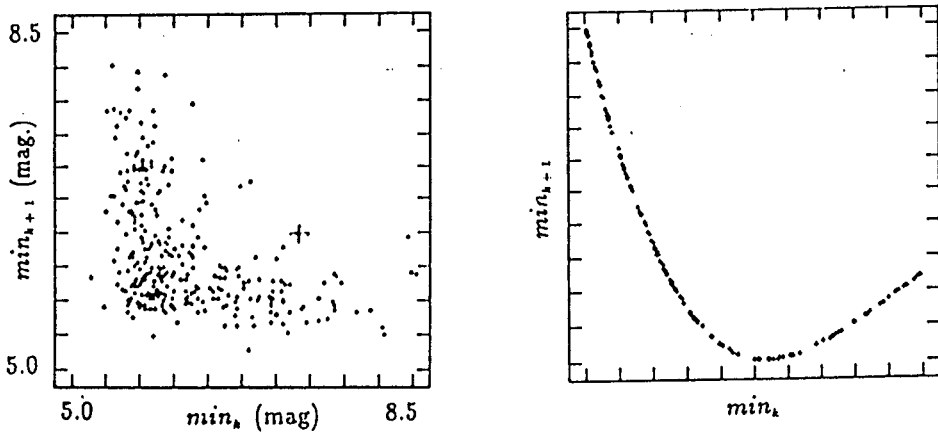 8.5
min_{k+1} (mag.)
5.0
5.0
min_k (mag)
8.5
min_{k+1}
min_k